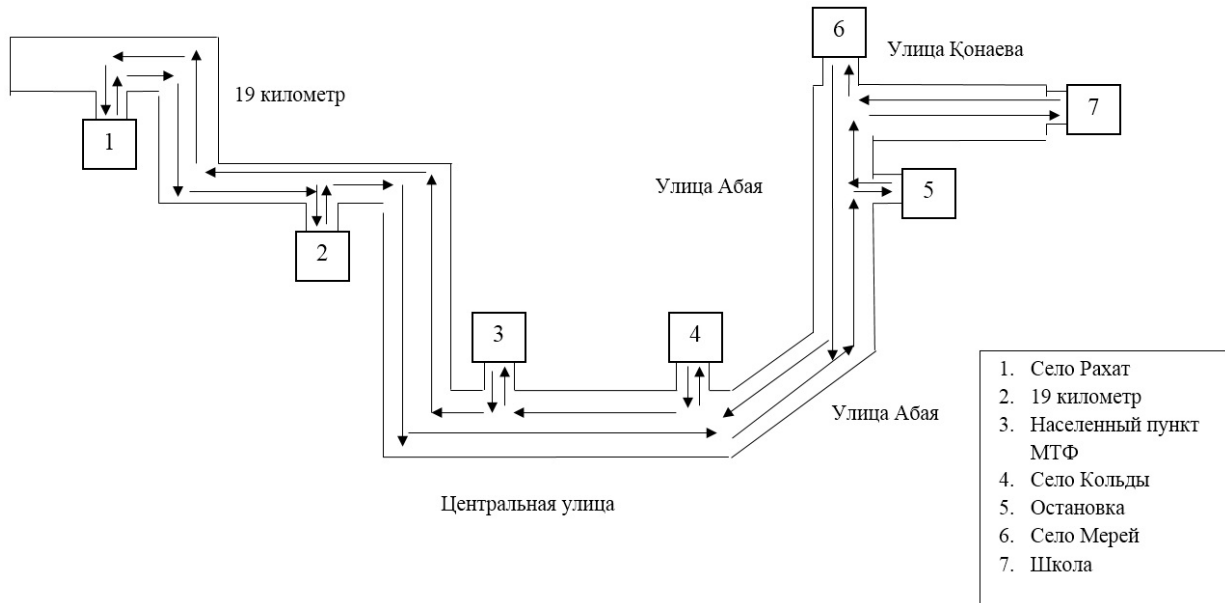 6
Улица Қонаева
19 километр
7
1
Улица Абая
5
2
3
4
Улица Абая
Центральная улица
1. Село Рахат
2. 19 километр
3. Населенный пункт
МТФ
4. Село Кольды
5. Остановка
6. Село Мерей
7. Школа